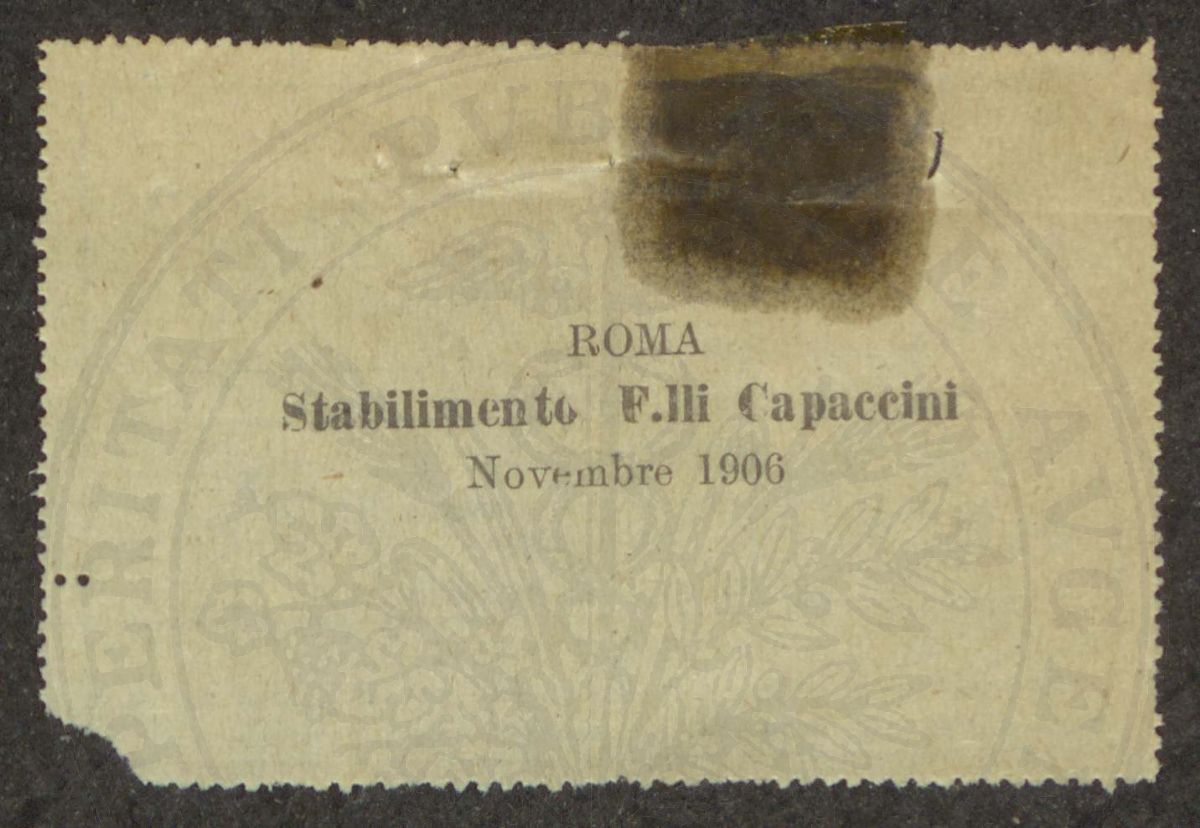 ROMA
Stabilimento F.lli Capaccini
Novembre 1906